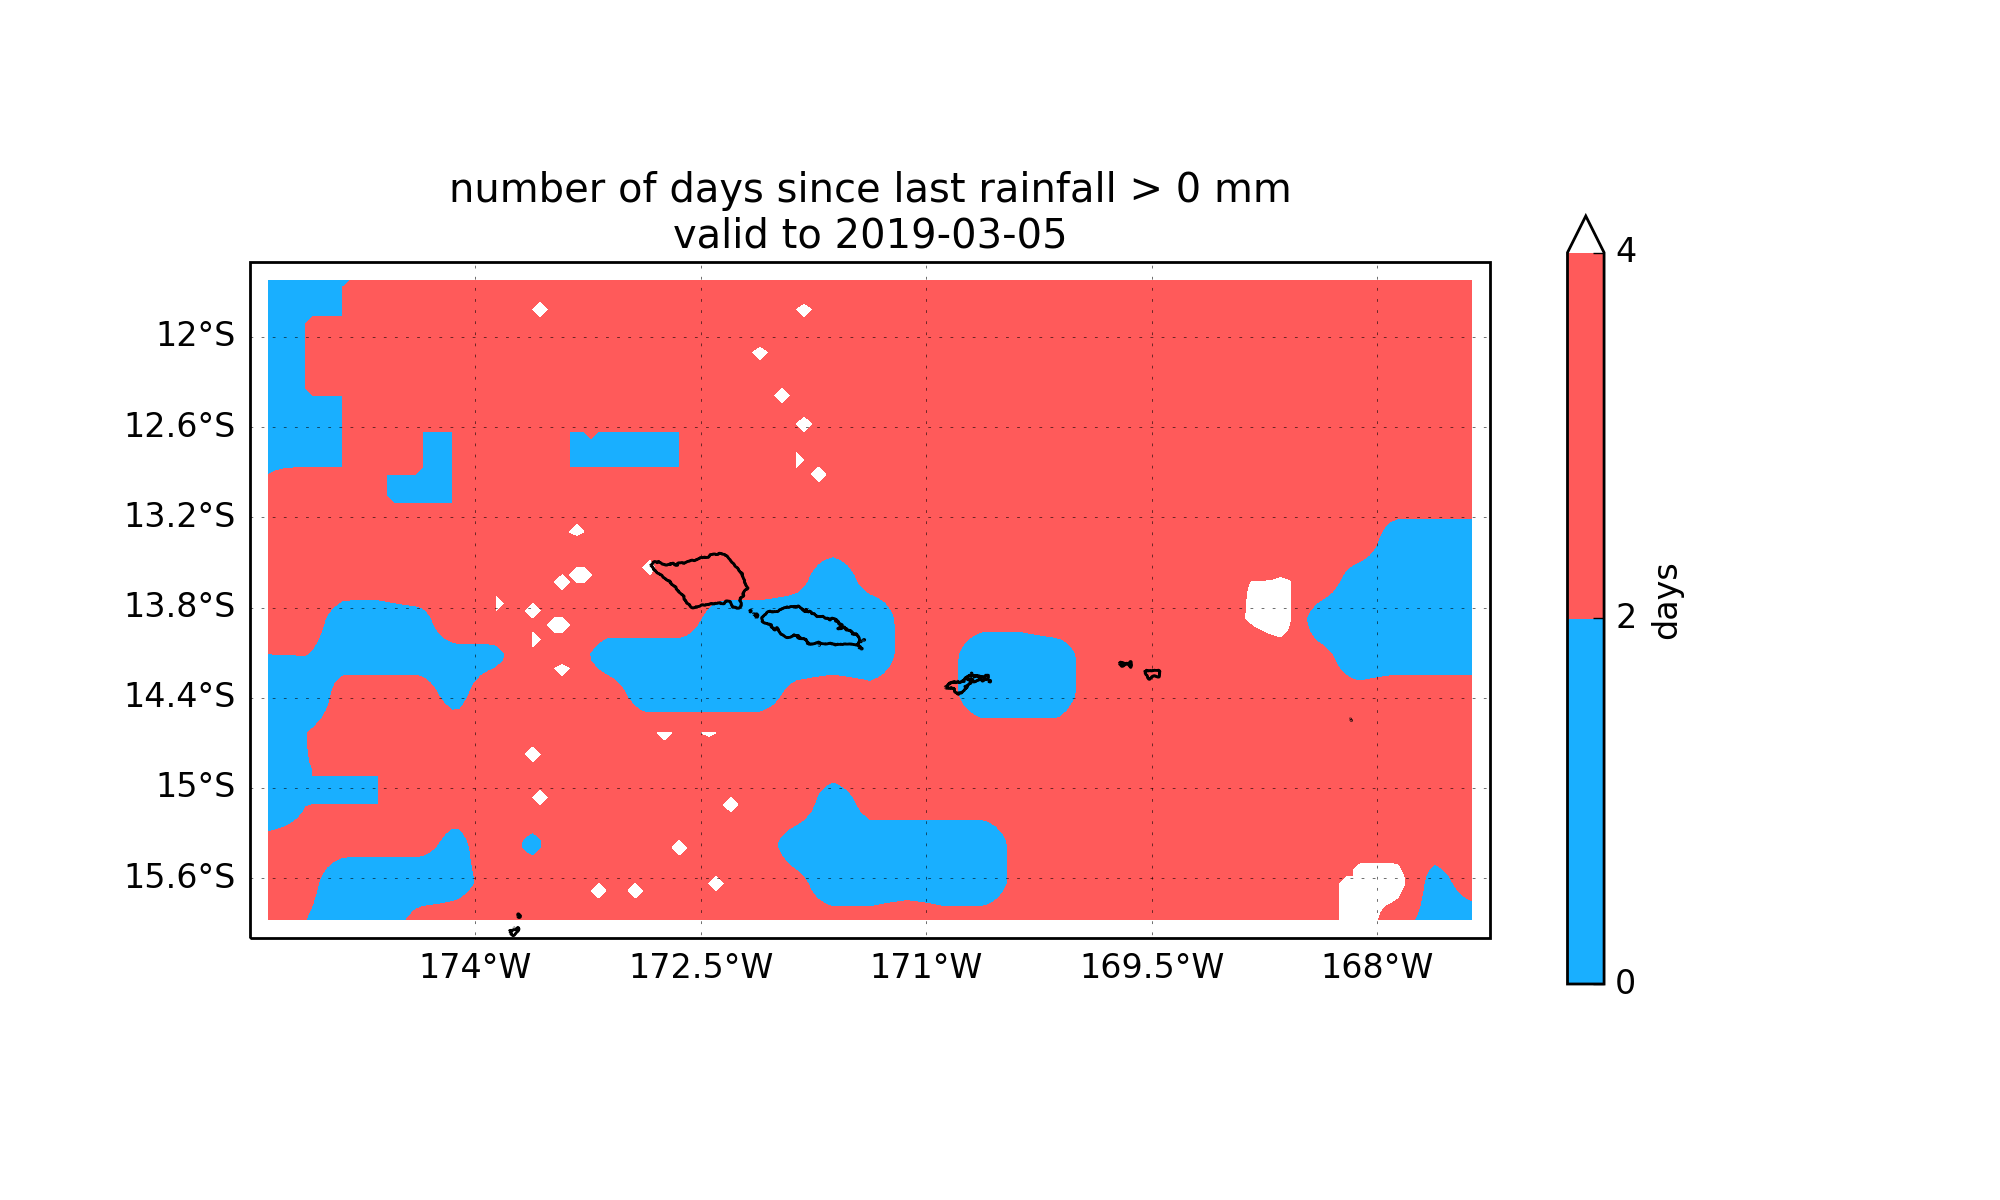 number of days since last rainfall > 0 mm
valid to 2019-03-05
4
12°S
12.6°S
13.2°S
days
13.8°S
2
14.4°S
15°S
15.6°S
0
174°W 172.5°W 171°W 169.5°W 168°W